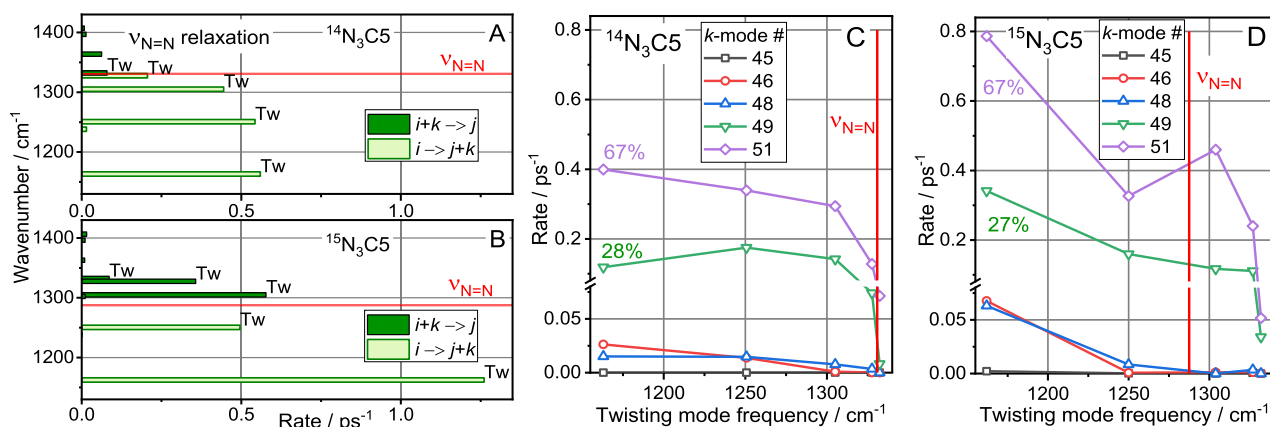 A
ν_N=N relaxation
¹⁴N₃C5
1400
Tw
Tw
ν_N=N
1300
Tw
Tw
i+k –> j
i –> j+k
1200
Tw
0.0
0.5
1.0
B
¹⁵N₃C5
1400
Tw
Tw
1300
Tw
ν_N=N
Tw
i+k –> j
i –> j+k
1200
Tw
0.0
0.5
1.0
Wavenumber / cm⁻¹
Rate / ps⁻¹
0.8
¹⁴N₃C5
k-mode #
C
45
46
48
49
51
0.6
ν_N=N
0.4
67%
0.2
28%
0.05
0.00
1200
1250
1300
Rate / ps⁻¹
Twisting mode frequency / cm⁻¹
0.8
¹⁵N₃C5
k-mode #
D
45
46
48
49
51
67%
ν_N=N
0.6
0.4
27%
0.2
0.05
0.00
1200
1250
1300
Rate / ps⁻¹
Twisting mode frequency / cm⁻¹